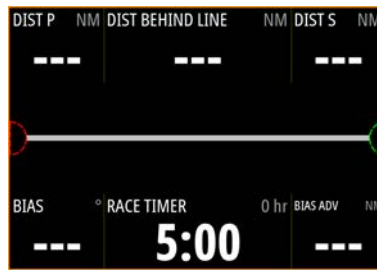 DIST P NM DIST BEHIND LINE NM DIST S NM
--- --- ---
BIAS ° RACE TIMER 0 hr BIAS ADV NM
--- 5:00 ---